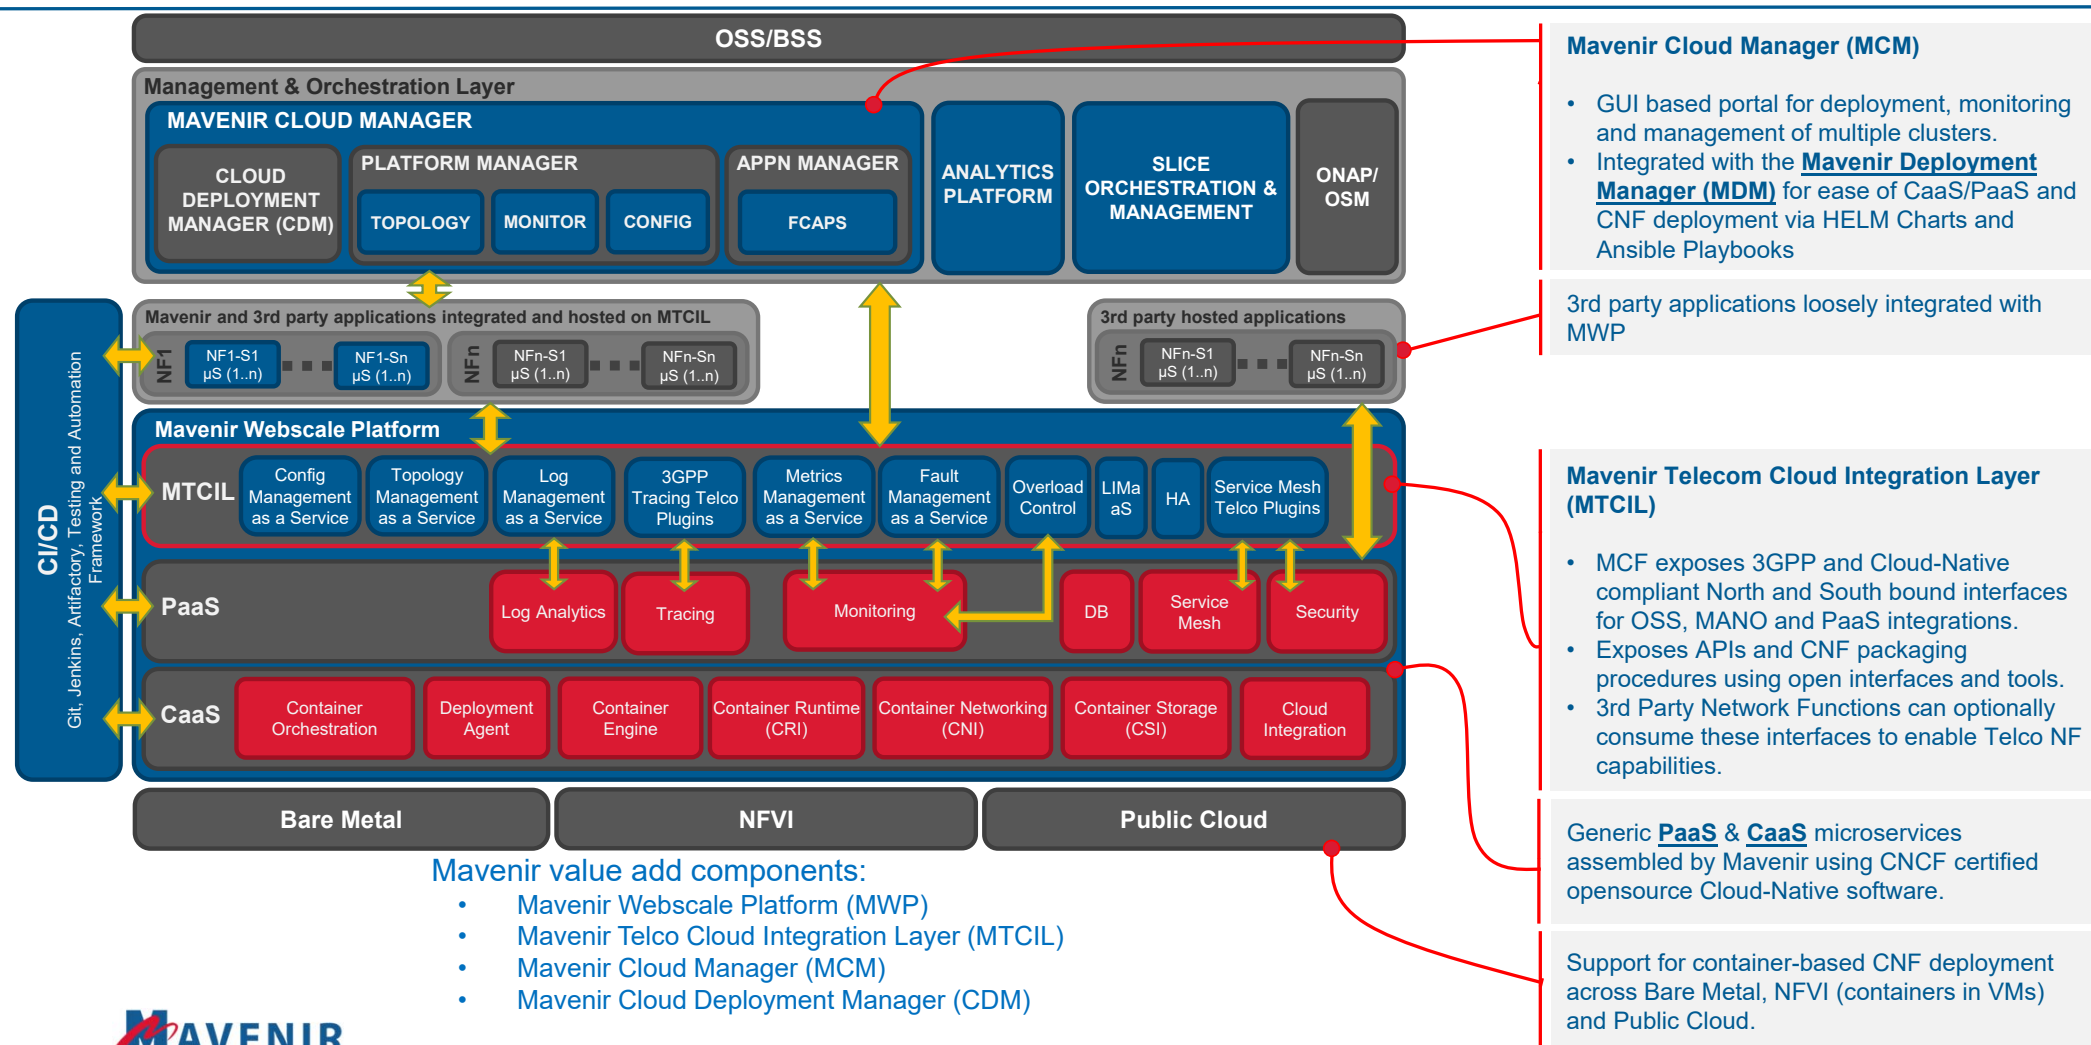 OSS/BSS
Management & Orchestration Layer
MAVENIR CLOUD MANAGER
CLOUD
DEPLOYMENT
MANAGER (CDM)
PLATFORM MANAGER
TOPOLOGY
MONITOR
CONFIG
APPN MANAGER
FCAPS
ANALYTICS
PLATFORM
SLICE
ORCHESTRATION &
MANAGEMENT
ONAP/
OSM
CI/CD
Git, Jenkins, Artifactory, Testing and Automation
Framework
Mavenir and 3rd party applications integrated and hosted on MTCIL
NF1
NF1-S1
µS (1..n)
NF1-Sn
µS (1..n)
NFn
NFn-S1
µS (1..n)
NFn-Sn
µS (1..n)
3rd party hosted applications
NFn
NFn-S1
µS (1..n)
NFn-Sn
µS (1..n)
Mavenir Webscale Platform
MTCIL
Config
Management
as a Service
Topology
Management
as a Service
Log
Management
as a Service
3GPP
Tracing Telco
Plugins
Metrics
Management
as a Service
Fault
Management
as a Service
Overload
Control
LIMa
aS
HA
Service Mesh
Telco Plugins
PaaS
Log Analytics
Tracing
Monitoring
DB
Service
Mesh
Security
CaaS
Container
Orchestration
Deployment
Agent
Container
Engine
Container Runtime
(CRI)
Container Networking
(CNI)
Container Storage
(CSI)
Cloud
Integration
Bare Metal
NFVI
Public Cloud
Mavenir value add components:
• Mavenir Webscale Platform (MWP)
• Mavenir Telco Cloud Integration Layer (MTCIL)
• Mavenir Cloud Manager (MCM)
• Mavenir Cloud Deployment Manager (CDM)
MAVENIR
Mavenir Cloud Manager (MCM)
• GUI based portal for deployment, monitoring
and management of multiple clusters.
• Integrated with the Mavenir Deployment
Manager (MDM) for ease of CaaS/PaaS and
CNF deployment via HELM Charts and
Ansible Playbooks
3rd party applications loosely integrated with
MWP
Mavenir Telecom Cloud Integration Layer
(MTCIL)
• MCF exposes 3GPP and Cloud-Native
compliant North and South bound interfaces
for OSS, MANO and PaaS integrations.
• Exposes APIs and CNF packaging
procedures using open interfaces and tools.
• 3rd Party Network Functions can optionally
consume these interfaces to enable Telco NF
capabilities.
Generic PaaS & CaaS microservices
assembled by Mavenir using CNCF certified
opensource Cloud-Native software.
Support for container-based CNF deployment
across Bare Metal, NFVI (containers in VMs)
and Public Cloud.